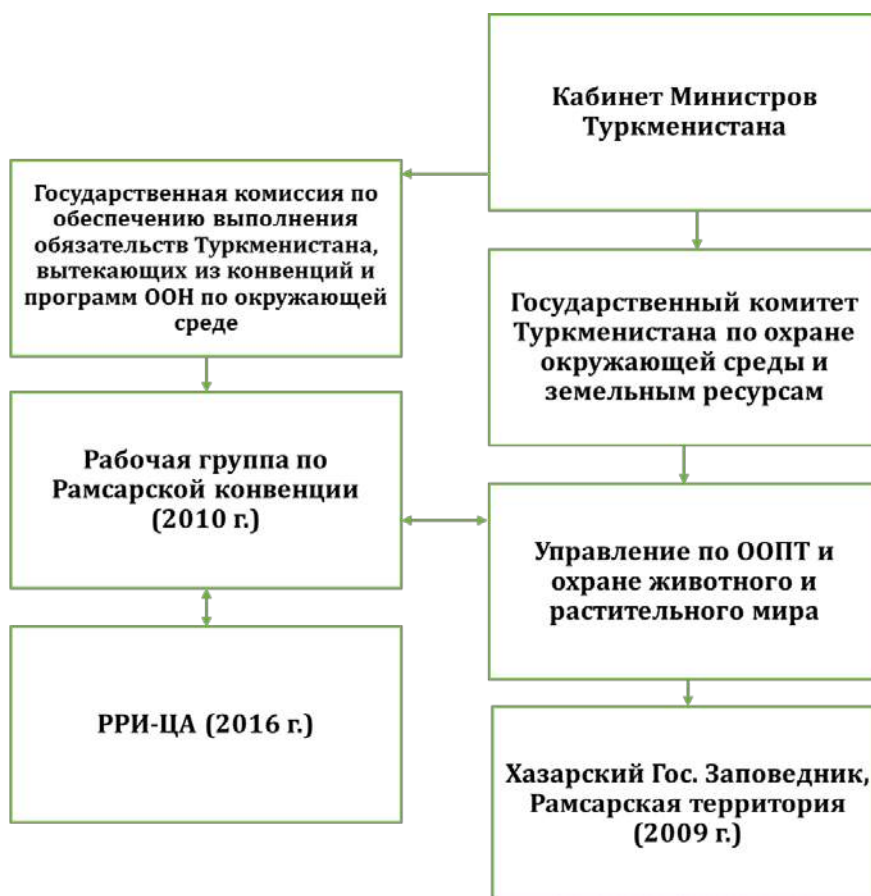 Кабинет Министров
Туркменистана
Государственная комиссия по
обеспечению выполнения
обязательств Туркменистана,
вытекающих из конвенций и
программ ООН по окружающей
среде
Государственный комитет
Туркменистана по охране
окружающей среды и
земельным ресурсам
Рабочая группа по
Рамсарской конвенции
(2010 г.)
Управление по ООПТ и
охране животного и
растительного мира
РРИ-ЦА (2016 г.)
Хазарский Гос. Заповедник,
Рамсарская территория
(2009 г.)